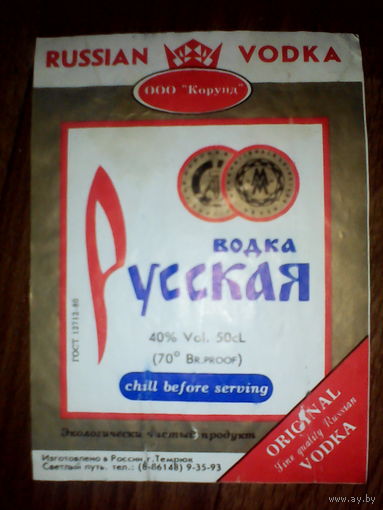 RUSSIAN VODKA
ООО "Корунд"
ВОДКА
Русская
ГОСТ 12712-80
40% Vol. 50cL
(70° BR.PROOF)
chill before serving
Экологически чистый продукт
ORIGINAL
Fine quality Russian
VODKA
Изготовлено в России г.Темрюк
Светлый путь. тел.: (8-86148) 9-35-93
www.ay.by